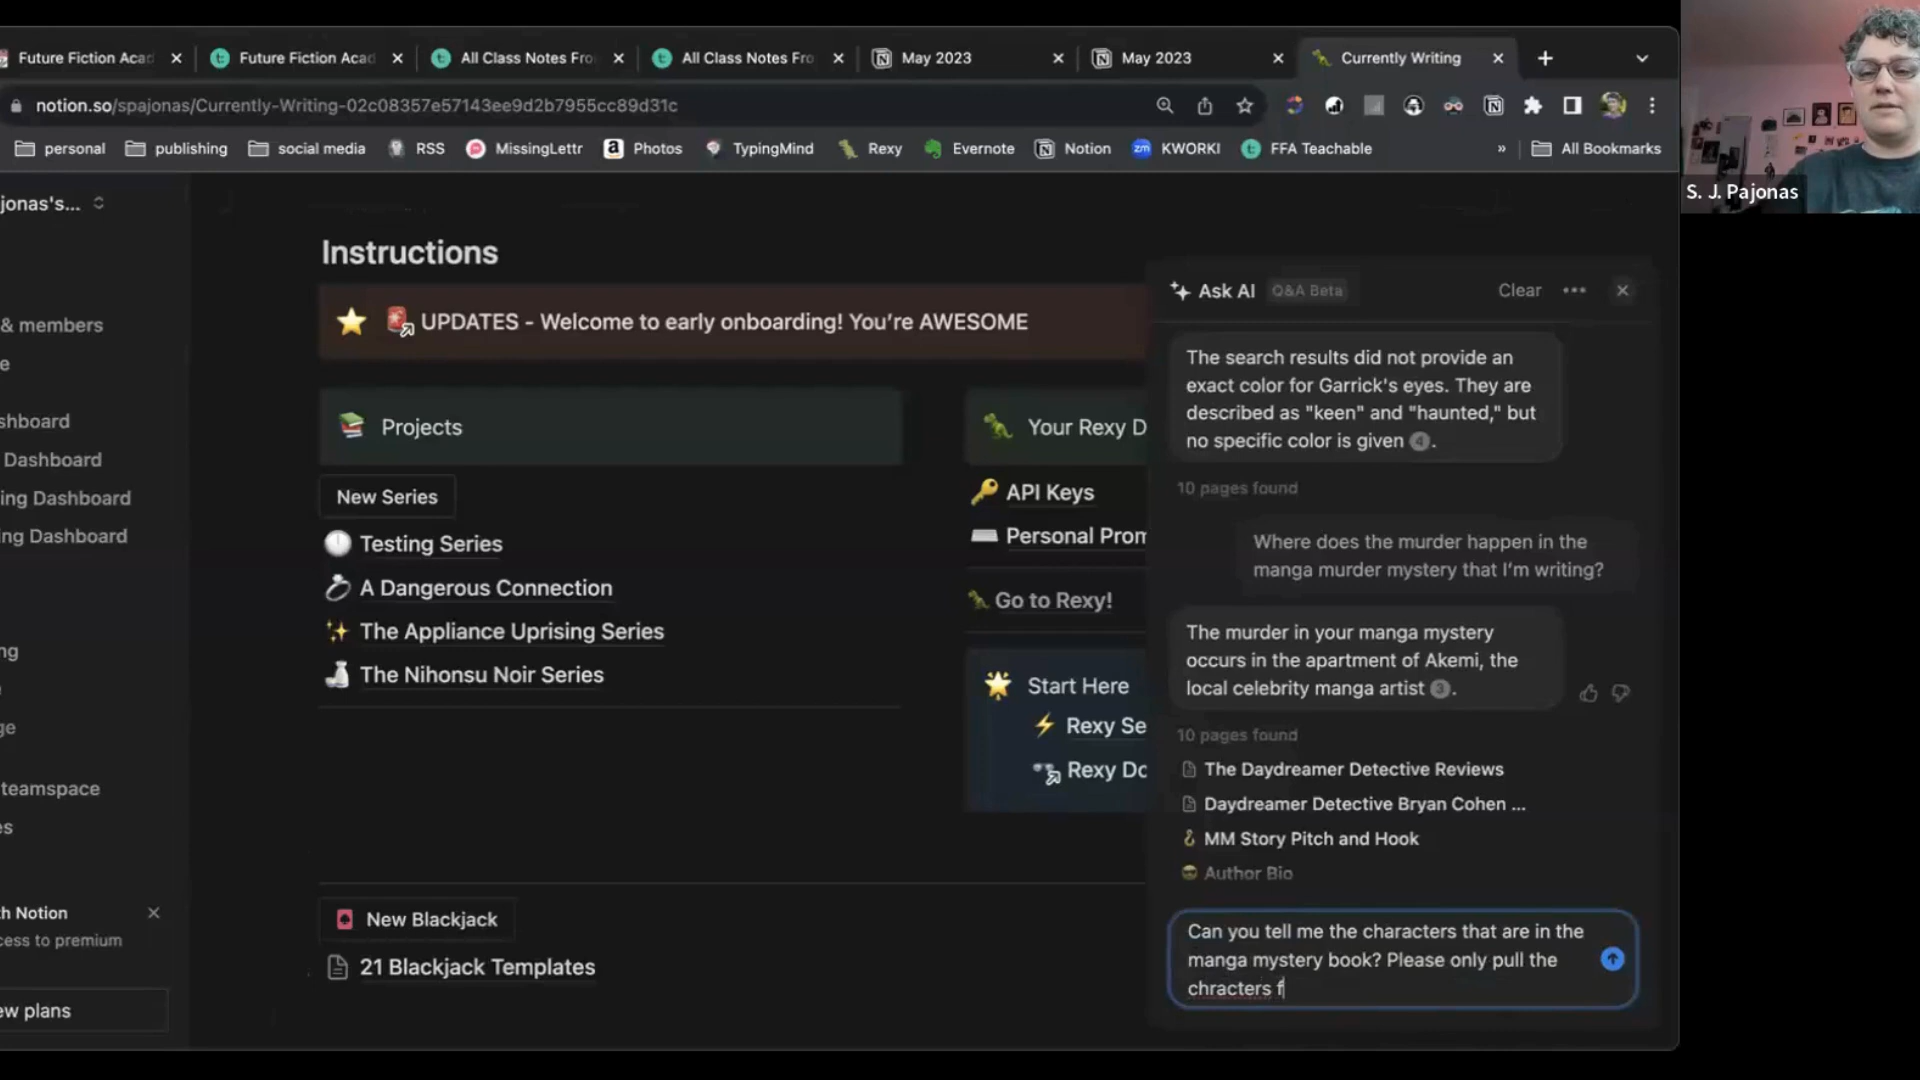 Future Fiction Acad
Future Fiction Acad
All Class Notes Fro
All Class Notes Fro
May 2023
May 2023
Currently Writing
notion.so/spajonas/Currently-Writing-02c08357e57143ee9d2b7955cc89d31c
personal
publishing
social media
RSS
MissingLettr
Photos
TypingMind
Rexy
Evernote
Notion
KWORKI
FFA Teachable
»
All Bookmarks
S. J. Pajonas
jonas's...
& members
e
shboard
Dashboard
ing Dashboard
ing Dashboard
ng
ge
teamspace
es
th Notion
cess to premium
ew plans
Instructions
UPDATES - Welcome to early onboarding! You're AWESOME
Projects
New Series
Testing Series
A Dangerous Connection
The Appliance Uprising Series
The Nihonsu Noir Series
New Blackjack
21 Blackjack Templates
Your Rexy D
API Keys
Personal Prom
Go to Rexy!
Start Here
Rexy Se
Rexy Do
Ask AI Q&A Beta
Clear
The search results did not provide an
exact color for Garrick's eyes. They are
described as "keen" and "haunted," but
no specific color is given 4.
10 pages found
Where does the murder happen in the
manga murder mystery that I'm writing?
The murder in your manga mystery
occurs in the apartment of Akemi, the
local celebrity manga artist 3.
10 pages found
The Daydreamer Detective Reviews
Daydreamer Detective Bryan Cohen ...
MM Story Pitch and Hook
Author Bio
Can you tell me the characters that are in the
manga mystery book? Please only pull the
chracters f